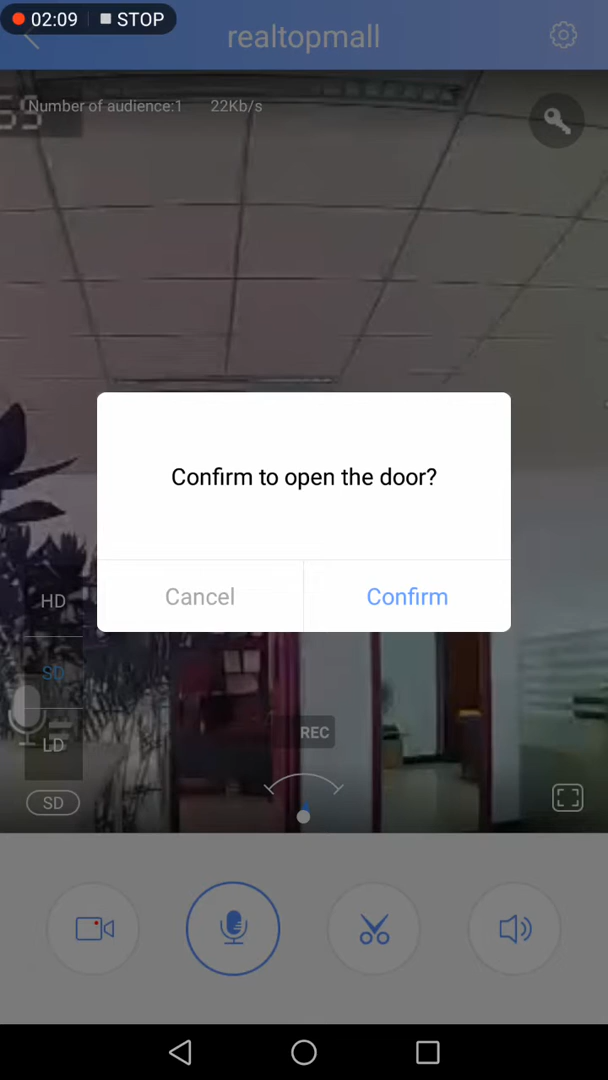 02:09 STOP
realtopmall
Number of audience:1 22Kb/s
Confirm to open the door?
Cancel Confirm
HD
SD
LD
REC
SD